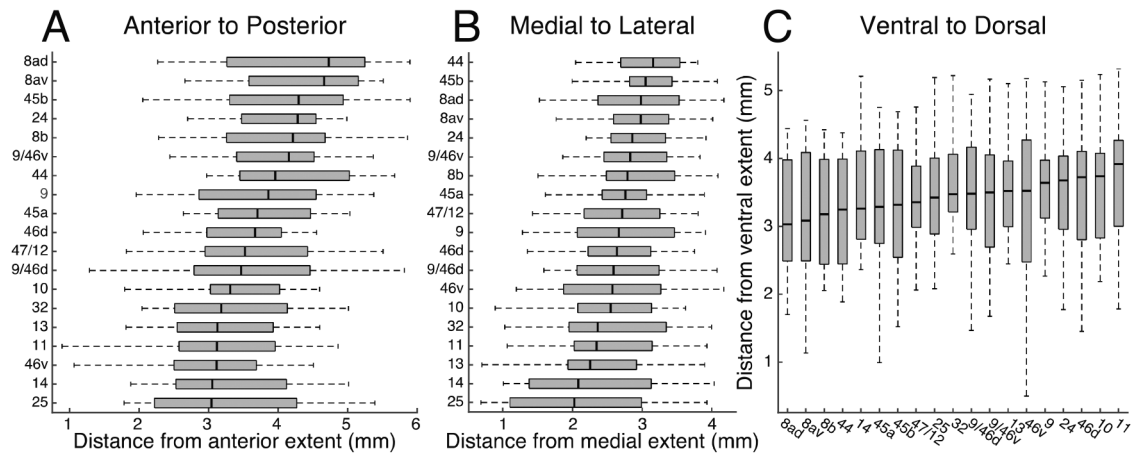 A Anterior to Posterior
8ad
8av
45b
24
8b
9/46v
44
9
45a
46d
47/12
9/46d
10
32
13
11
46v
14
25
1 2 3 4 5 6
Distance from anterior extent (mm)
B Medial to Lateral
44
45b
8ad
8av
24
9/46v
8b
45a
47/12
9
46d
9/46d
46v
10
32
11
13
14
25
1 2 3 4
Distance from medial extent (mm)
C Ventral to Dorsal
Distance from ventral extent (mm)
5
4
3
2
1
8ad 8av 8b 44 14 45a 45b 47/12 25 32 9/46d 9/46v 13 46v 9 24 46d 10 11